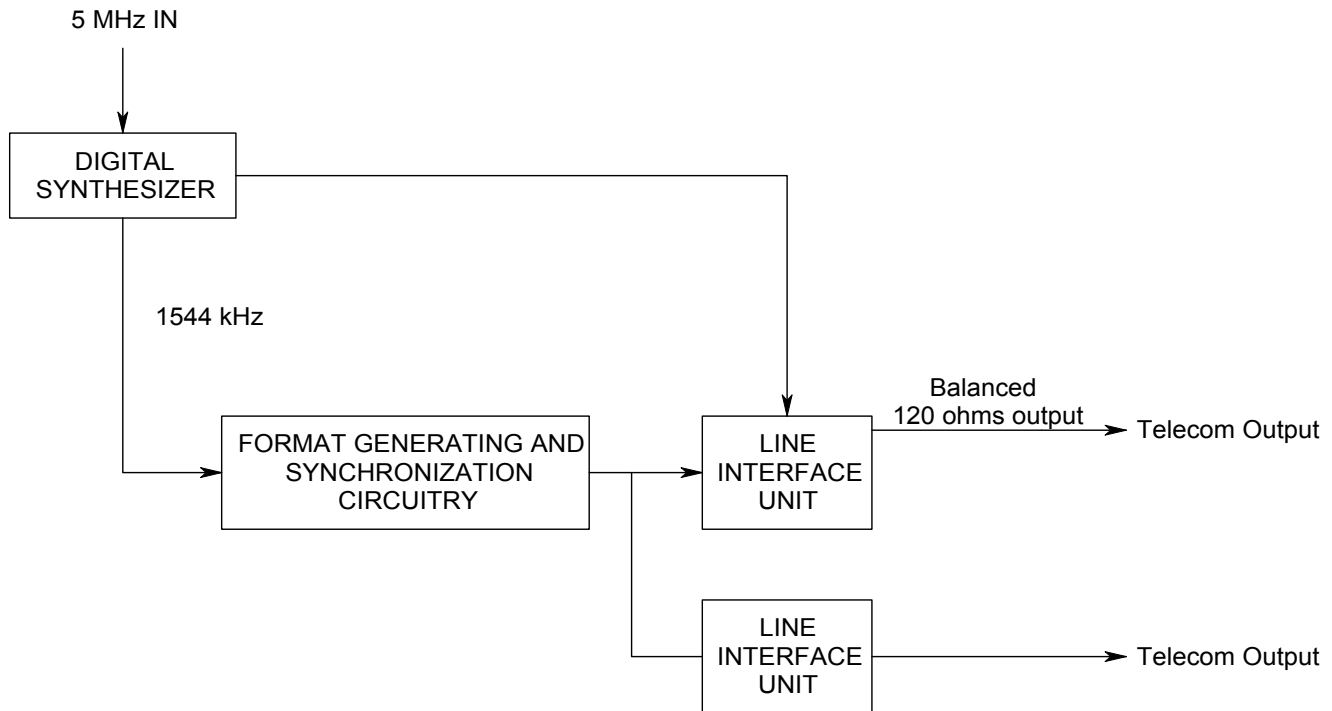 5 MHz IN
DIGITAL
SYNTHESIZER
1544 kHz
Balanced
120 ohms output
Telecom Output
FORMAT GENERATING AND
SYNCHRONIZATION
CIRCUITRY
LINE
INTERFACE
UNIT
LINE
INTERFACE
UNIT
Telecom Output